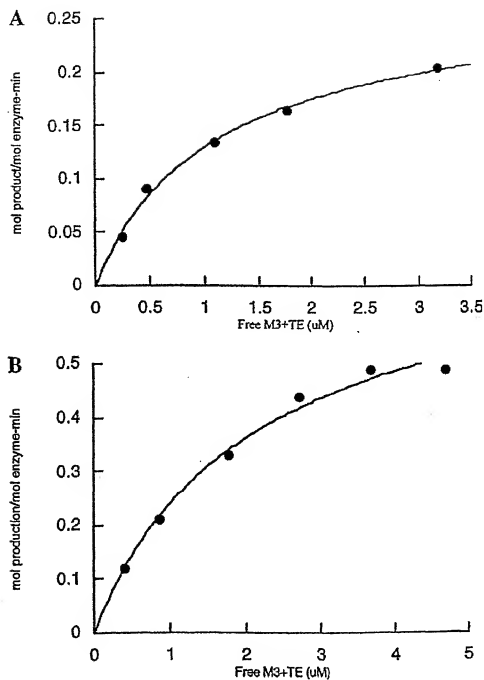 A
0.25
0.2
0.15
0.1
0.05
0
mol product/mol enzyme-min
0 0.5 1 1.5 2 2.5 3 3.5
Free M3+TE (uM)
B
0.5
0.4
0.3
0.2
0.1
0
mol production/mol enzyme-min
0 1 2 3 4 5
Free M3+TE (uM)